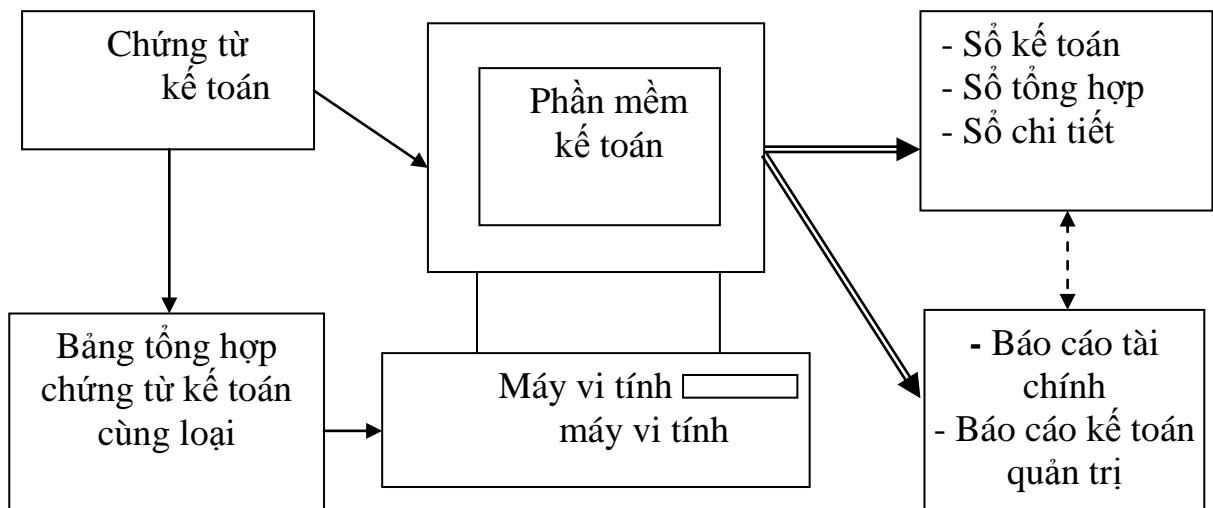 Chứng từ
kế toán
Phần mềm
kế toán
- Sổ kế toán
- Sổ tổng hợp
- Sổ chi tiết
Bảng tổng hợp
chứng từ kế toán
cùng loại
Máy vi tính
máy vi tính
- Báo cáo tài
chính
- Báo cáo kế toán
quản trị